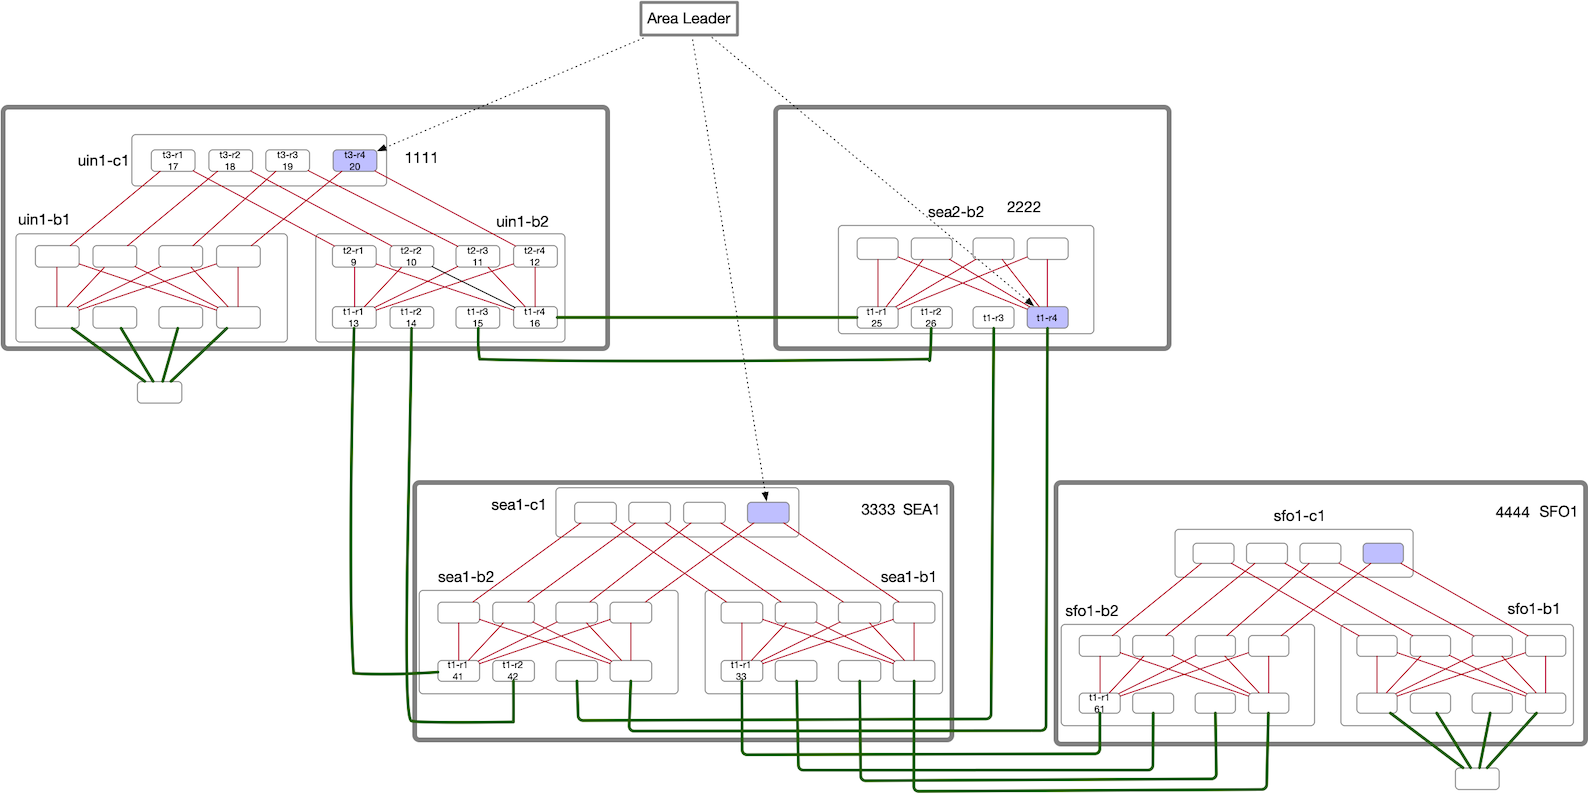 Area Leader
uin1-c1
t3-r1
17
t3-r2
18
t3-r3
19
t3-r4
20
1111
uin1-b1
uin1-b2
t2-r1
9
t2-r2
10
t2-r3
11
t2-r4
12
t1-r1
13
t1-r2
14
t1-r3
15
t1-r4
16
sea2-b2
2222
t1-r1
25
t1-r2
26
t1-r3
t1-r4
sea1-c1
3333 SEA1
sea1-b2
sea1-b1
t1-r1
41
t1-r2
42
t1-r1
33
4444 SFO1
sfo1-c1
sfo1-b2
sfo1-b1
t1-r1
61